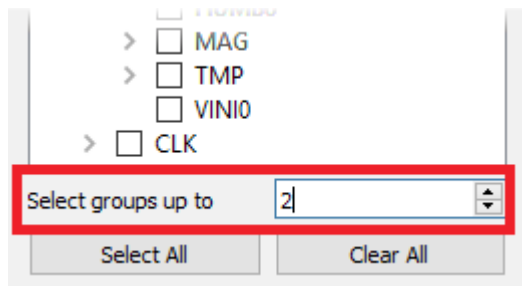 MAG
TMP
VINI0
CLK
Select groups up to 2
Select All Clear All